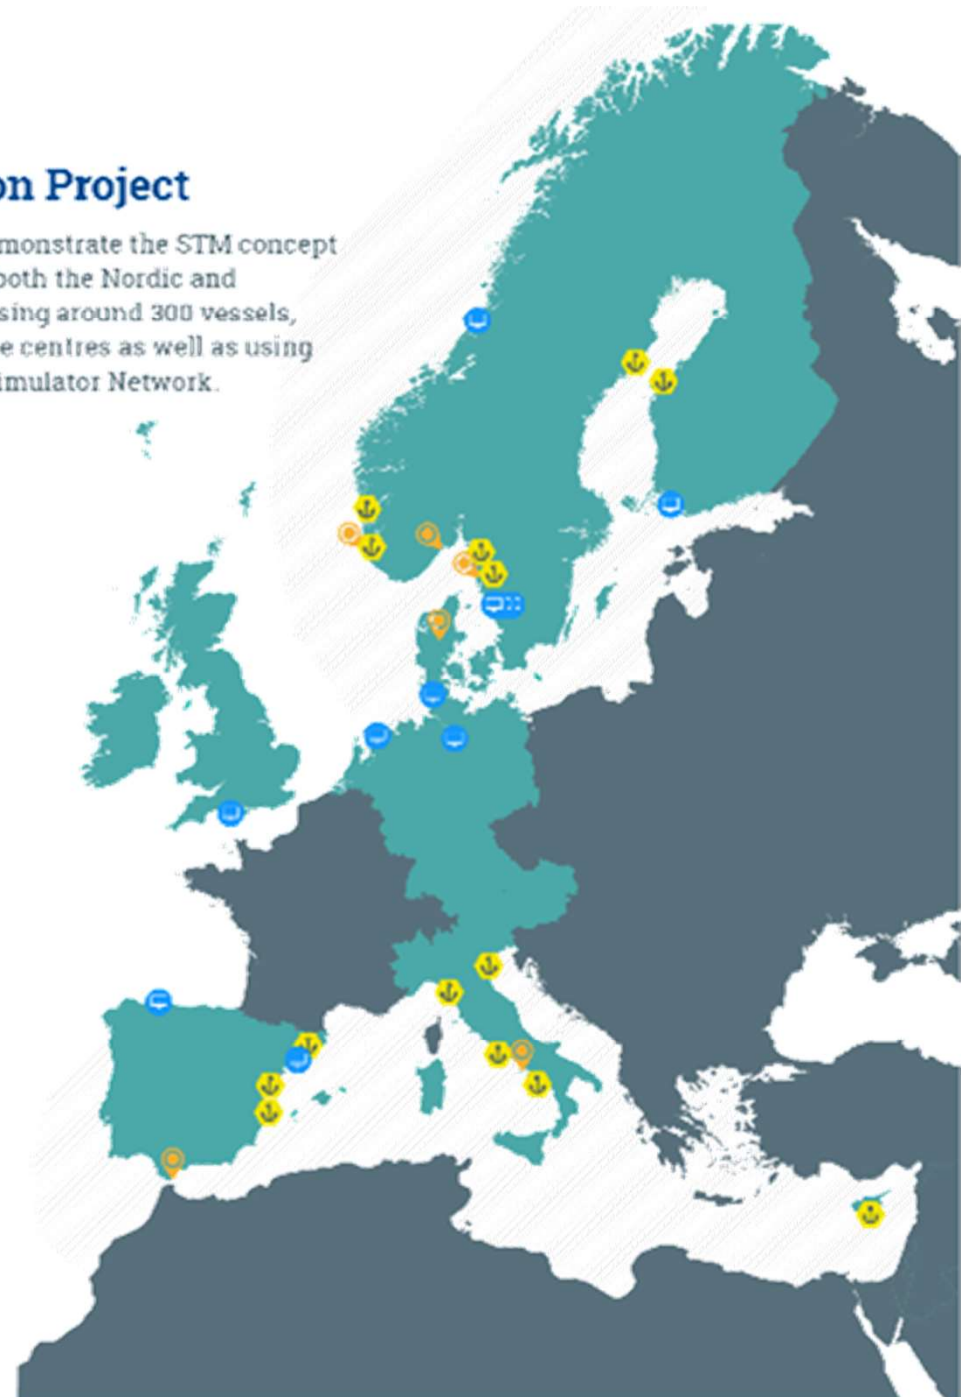 on Project
monstrate the STM concept
both the Nordic and
sing around 300 vessels,
e centres as well as using
imulator Network.